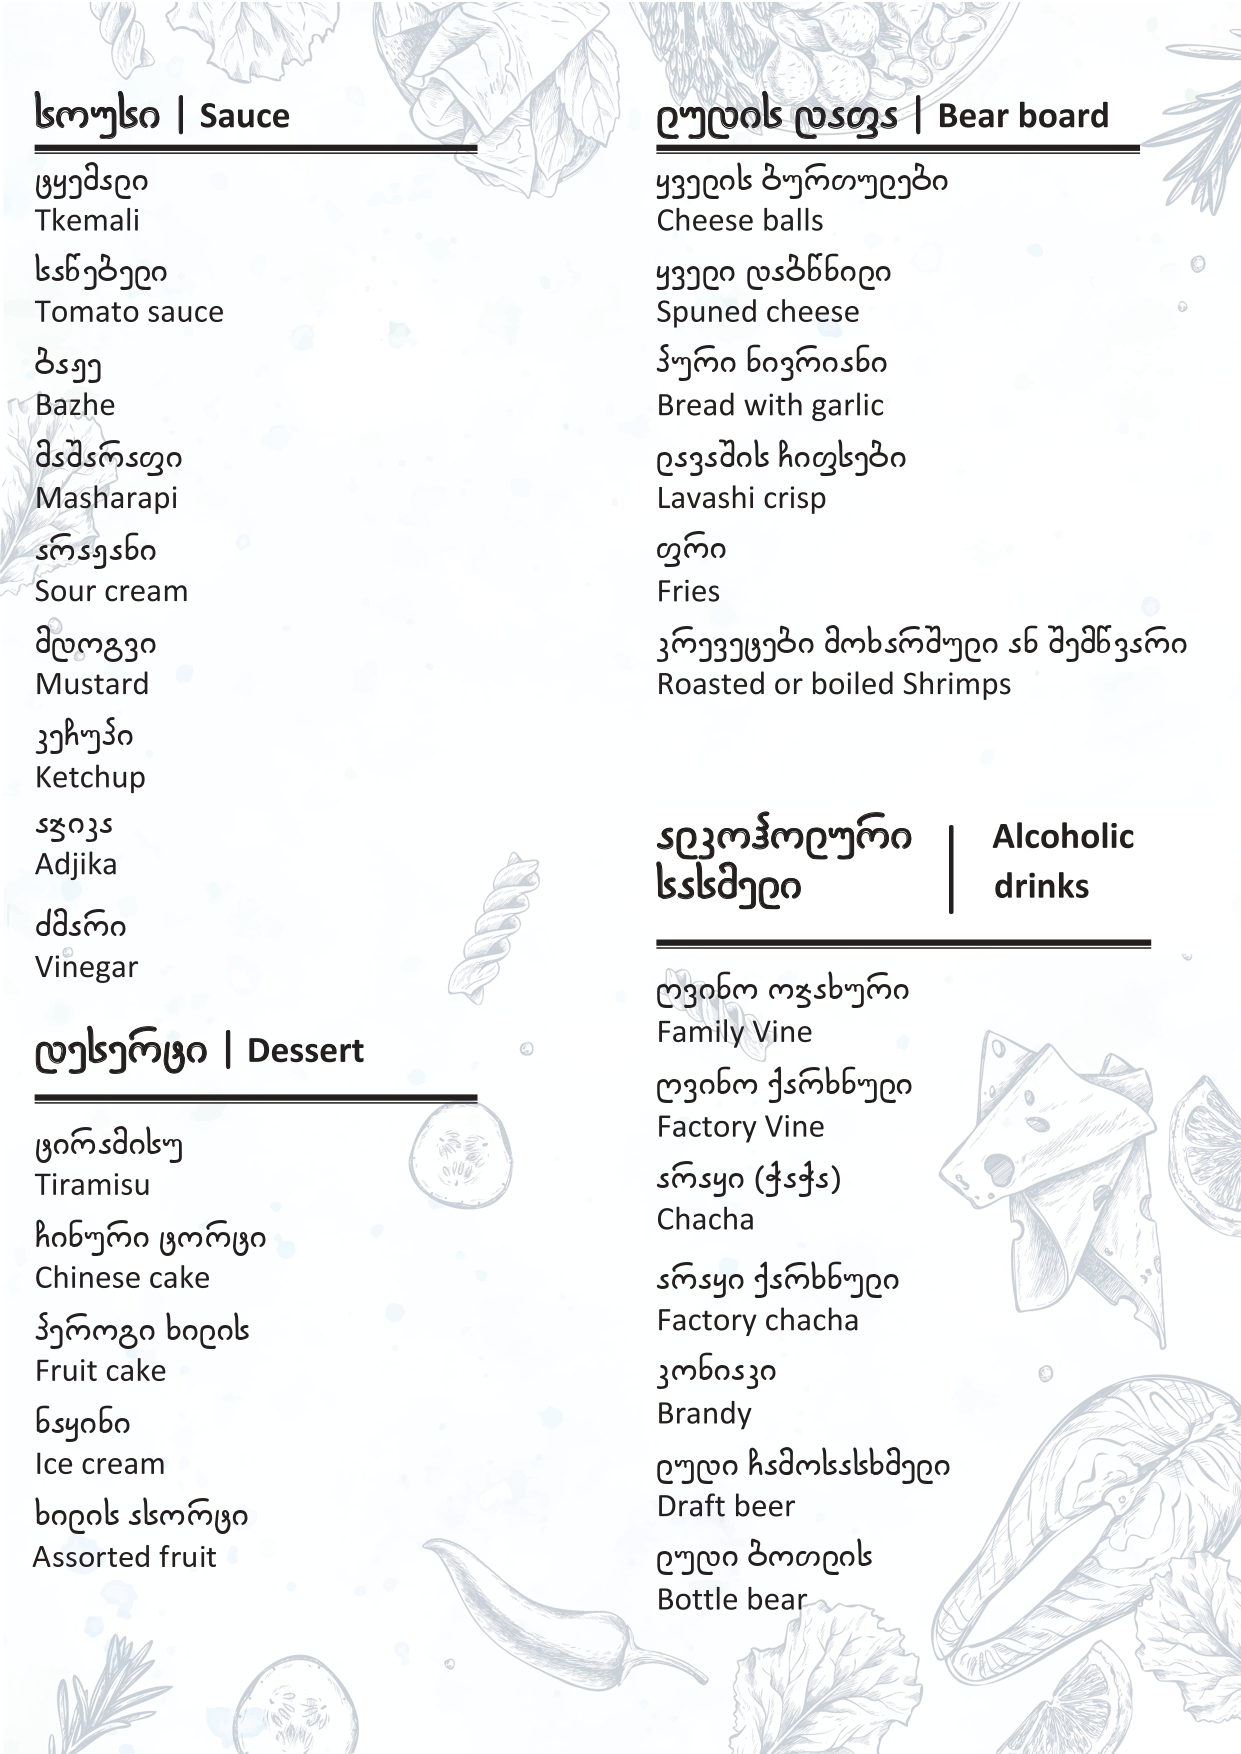 სოუსი | Sauce
ტყემალი
Tkemali
საწებელი
Tomato sauce
ბაჟე
Bazhe
მაშარაფი
Masharapi
არაჟანი
Sour cream
მდოგვი
Mustard
კეჩუპი
Ketchup
აჯიკა
Adjika
ძმარი
Vinegar
დესერტი | Dessert
ტირამისუ
Tiramisu
ჩინური ტორტი
Chinese cake
პეროგი ხილის
Fruit cake
ნაყინი
Ice cream
ხილის ასორტი
Assorted fruit
ლუდის დაფა | Bear board
ყველის ბურთულები
Cheese balls
ყველი დაბწნილი
Spuned cheese
პური ნივრიანი
Bread with garlic
ლავაშის ჩიფსები
Lavashi crisp
ფრი
Fries
კრევეტები მოხარშული ან შემწვარი
Roasted or boiled Shrimps
ალკოჰოლური | Alcoholic
სასმელი drinks
ღვინო ოჯახური
Family Vine
ღვინო ქარხნული
Factory Vine
არაყი (ჭაჭა)
Chacha
არაყი ქარხნული
Factory chacha
კონიაკი
Brandy
ლუდი ჩამოსასხმელი
Draft beer
ლუდი ბოთლის
Bottle bear